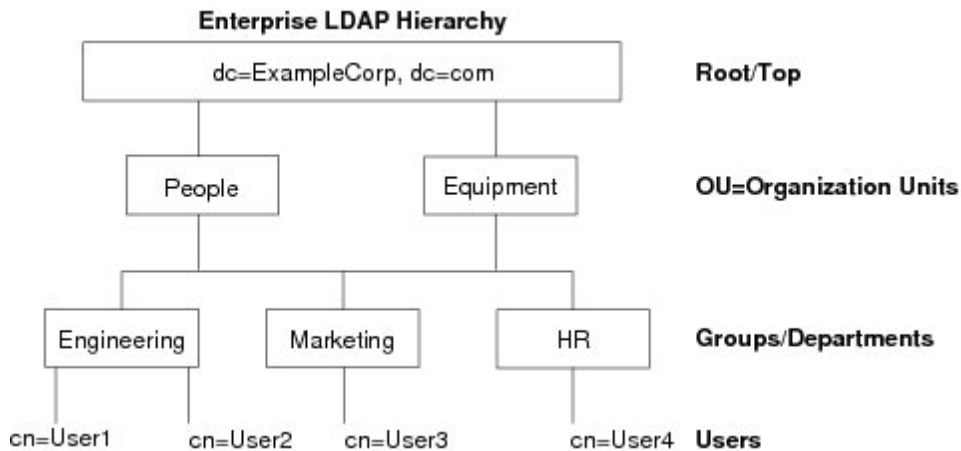 Enterprise LDAP Hierarchy
dc=ExampleCorp, dc=com
Root/Top
People
Equipment
OU=Organization Units
Engineering
Marketing
HR
Groups/Departments
cn=User1
cn=User2
cn=User3
cn=User4
Users